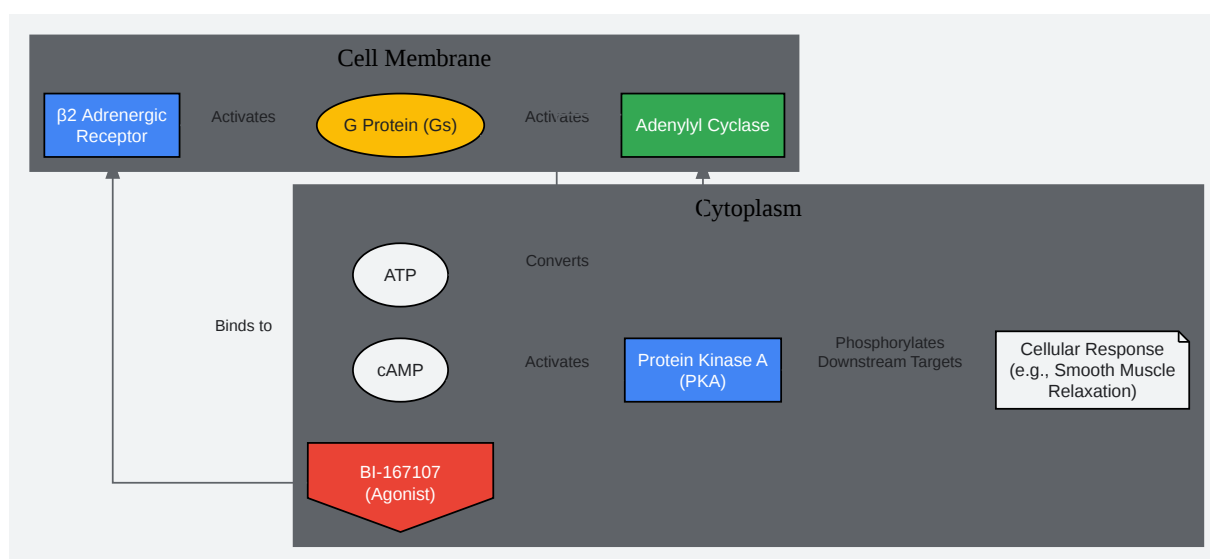 Cell Membrane
β2 Adrenergic
Receptor
Activates
G Protein (Gs)
Activates
Adenylyl Cyclase
Cytoplasm
ATP
Converts
Binds to
cAMP
Activates
Protein Kinase A
(PKA)
Phosphorylates
Downstream Targets
Cellular Response
(e.g., Smooth Muscle
Relaxation)
BI-167107
(Agonist)